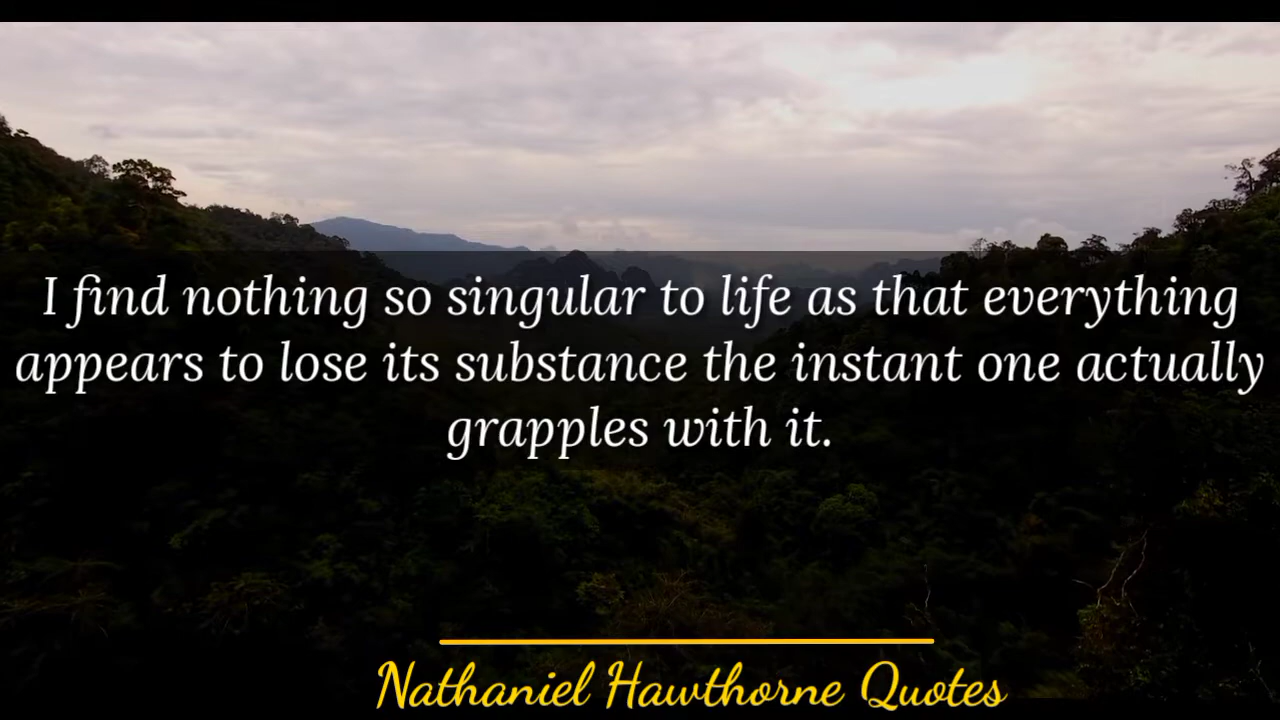 I find nothing so singular to life as that everything
appears to lose its substance the instant one actually
grapples with it.
Nathaniel Hawthorne Quotes